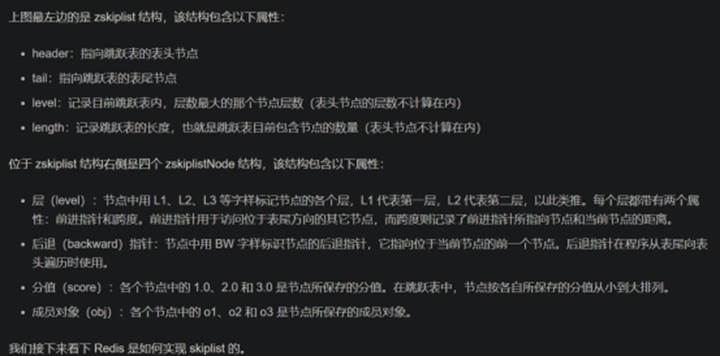 上图最左边的是 zskiplist 结构，该结构包含以下属性：
header：指向跳跃表的表头节点
tail：指向跳跃表的表尾节点
level：记录目前跳跃表内，层数最大的那个节点层数（表头节点的层数不计算在内）
length：记录跳跃表的长度，也就是跳跃表目前包含节点的数量（表头节点不计算在内）
位于 zskiplist 结构右侧是四个 zskiplistNode 结构，该结构包含以下属性：
层（level）：节点中用 L1、L2、L3 等字样标记节点的各个层，L1 代表第一层，L2 代表第二层，以此类推。每个层都带有两个属
性：前进指针和跨度。前进指针用于访问位于表尾方向的其它节点，而跨度则记录了前进指针所指向节点和当前节点的距离。
后退（backward）指针：节点中用 BW 字样标识节点的后退指针，它指向位于当前节点的前一个节点。后退指针在程序从表尾向表
头遍历时使用。
分值（score）：各个节点中的 1.0、2.0 和 3.0 是节点所保存的分值。在跳跃表中，节点按各自所保存的分值从小到大排列。
成员对象（obj）：各个节点中的 o1、o2 和 o3 是节点所保存的成员对象。
我们接下来看下 Redis 是如何实现 skiplist 的。